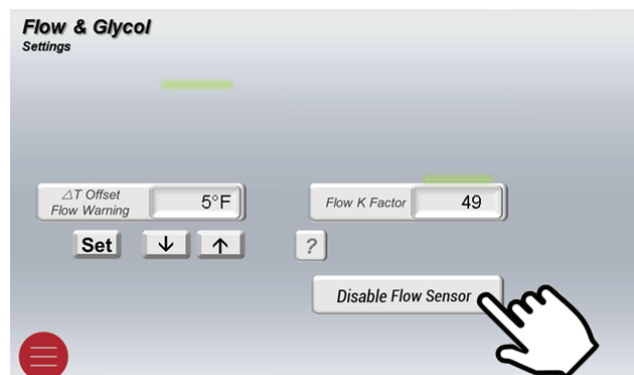 Flow & Glycol
Settings
△T Offset
Flow Warning
5°F
Flow K Factor
49
Set
↓
↑
?
Disable Flow Sensor